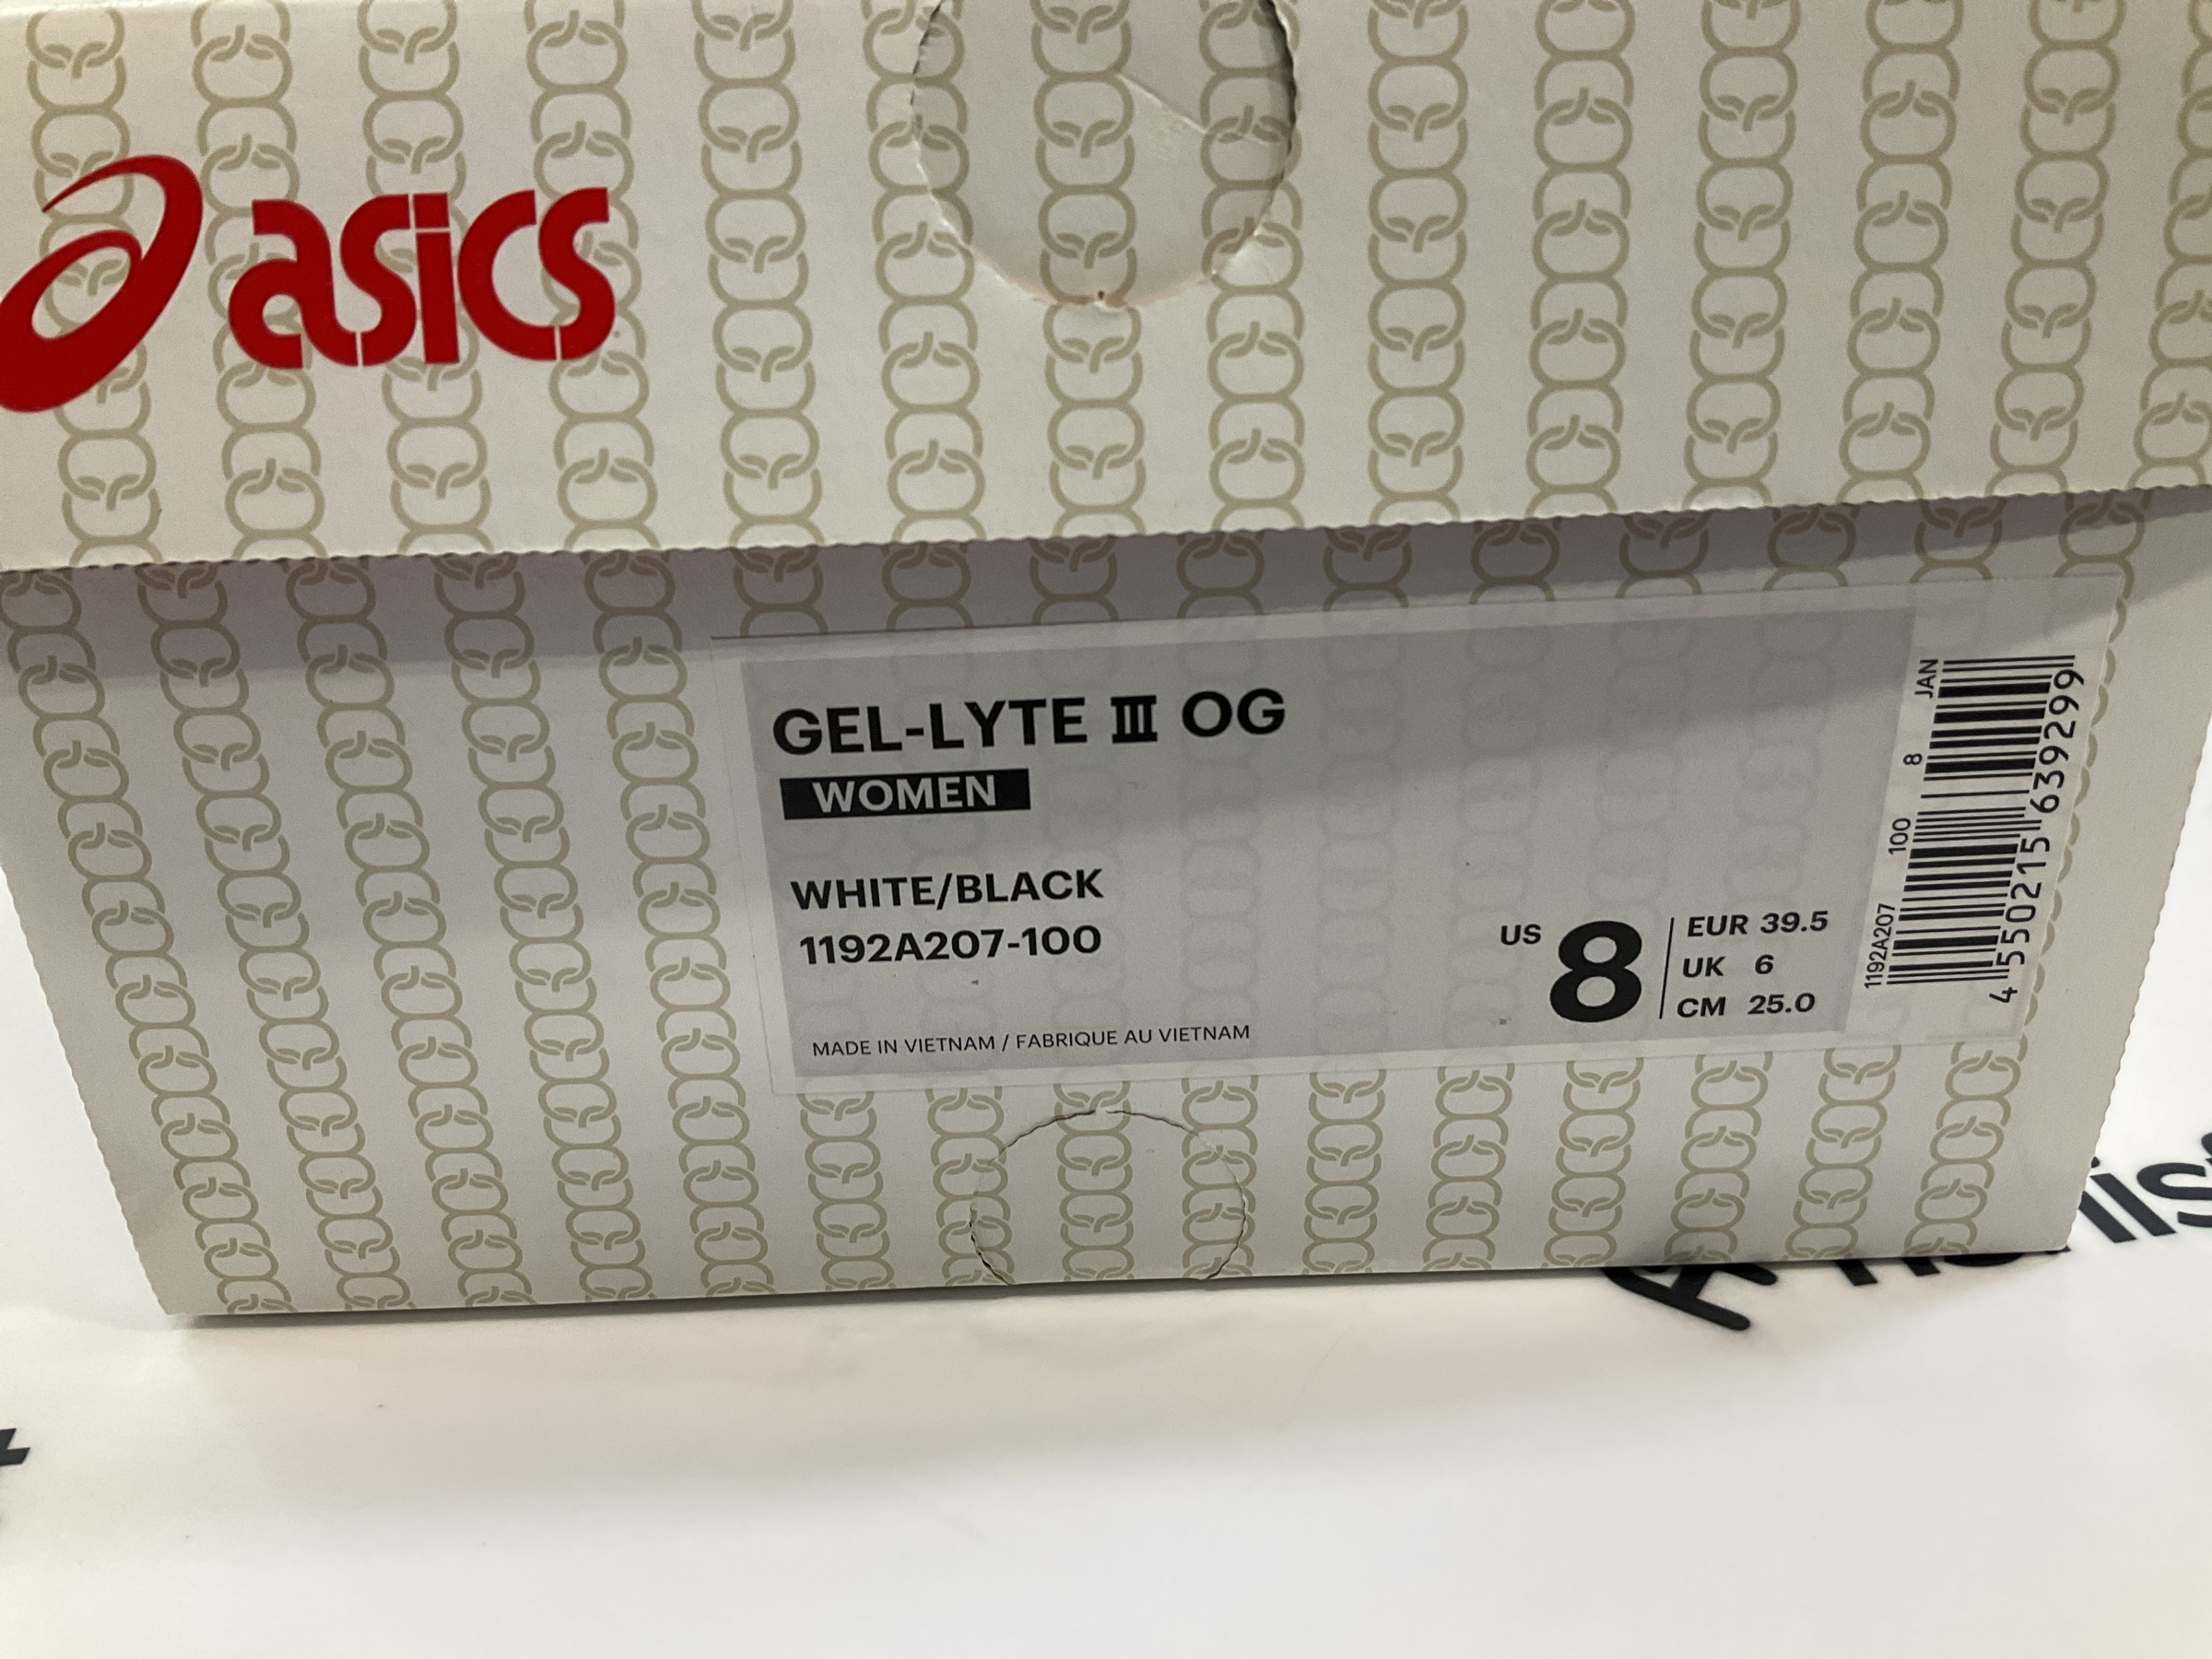 asics
GEL-LYTE III OG
WOMEN
WHITE/BLACK
1192A207-100
MADE IN VIETNAM / FABRIQUE AU VIETNAM
US 8
EUR 39.5
UK 6
CM 25.0
1192A207 100 8 JAN
4 550215 639299